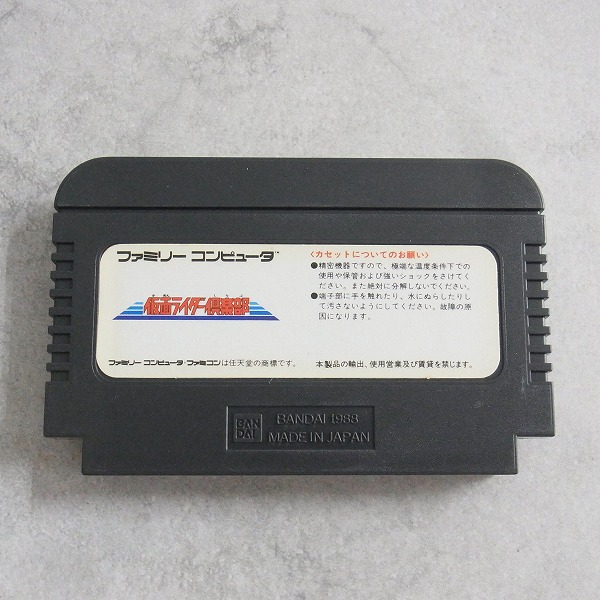 ファミリー コンピュータ™
仮面ライダー倶楽部
ファミリー コンピュータ・ファミコンは任天堂の商標です。
〈カセットについてのお願い〉
●精密機器ですので、極端な温度条件下での
使用や保管および強いショックをさけてく
ださい。また絶対に分解しないでください。
●端子部に手を触れたり、水にぬらしたりし
て汚さないようにしてください。故障の原
因になります。
本製品の輸出、使用営業及び賃貸を禁じます。
BAN
DAI
BANDAI 1988
MADE IN JAPAN